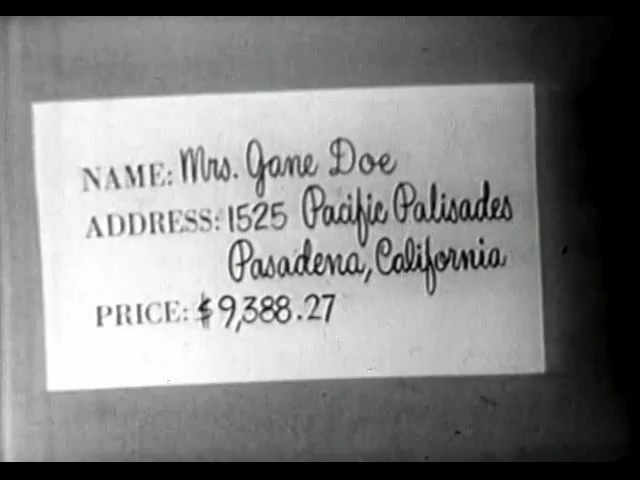 NAME: Mrs. Jane Doe
ADDRESS: 1525 Pacific Palisades
Pasadena, California
PRICE: $9,388.27